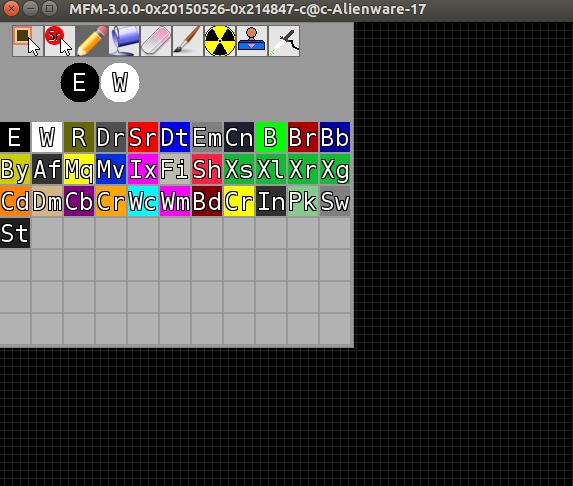 MFM-3.0.0-0x20150526-0x214847-c@c-Alienware-17
Sr
E W
E W R Dr Sr Dt Em Cn B Br Bb
By Af Mq Mv Ix Fi Sh Xs Xl Xr Xg
Cd Dm Cb Cr Wc Wm Bd Cr In Pk Sw
St